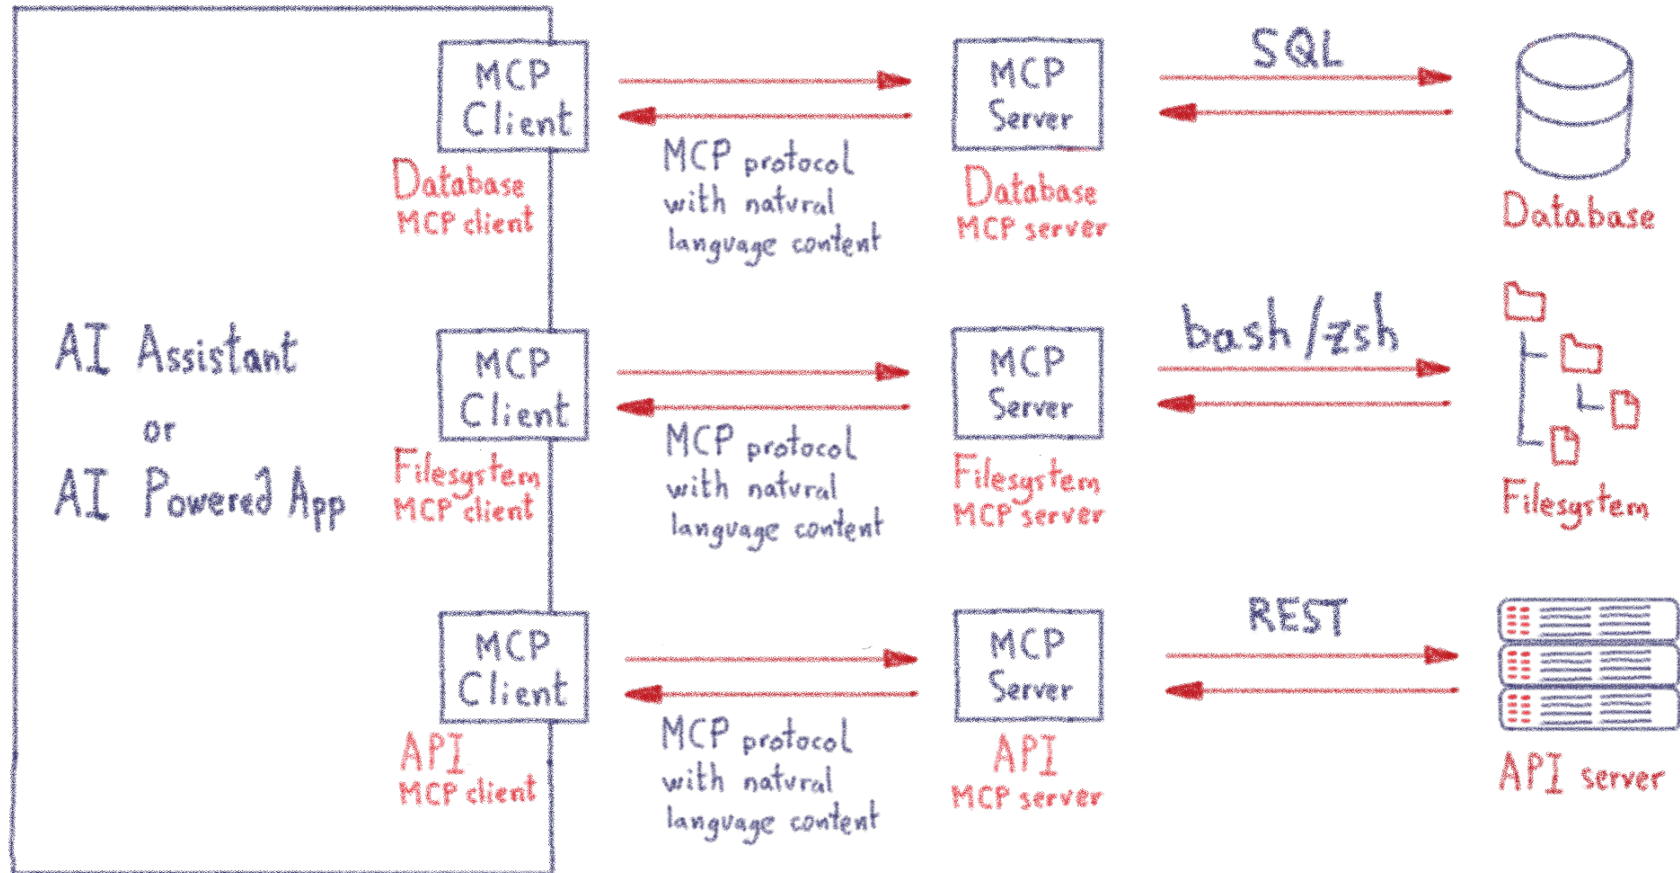 MCP
Client
Database
MCP client
MCP protocol
with natural
language content
MCP
Server
Database
MCP server
SQL
Database
AI Assistant
or
AI Powered App
MCP
Client
Filesystem
MCP client
MCP protocol
with natural
language content
MCP
Server
Filesystem
MCP server
bash/zsh
Filesystem
MCP
Client
API
MCP client
MCP protocol
with natural
language content
MCP
Server
API
MCP server
REST
API server